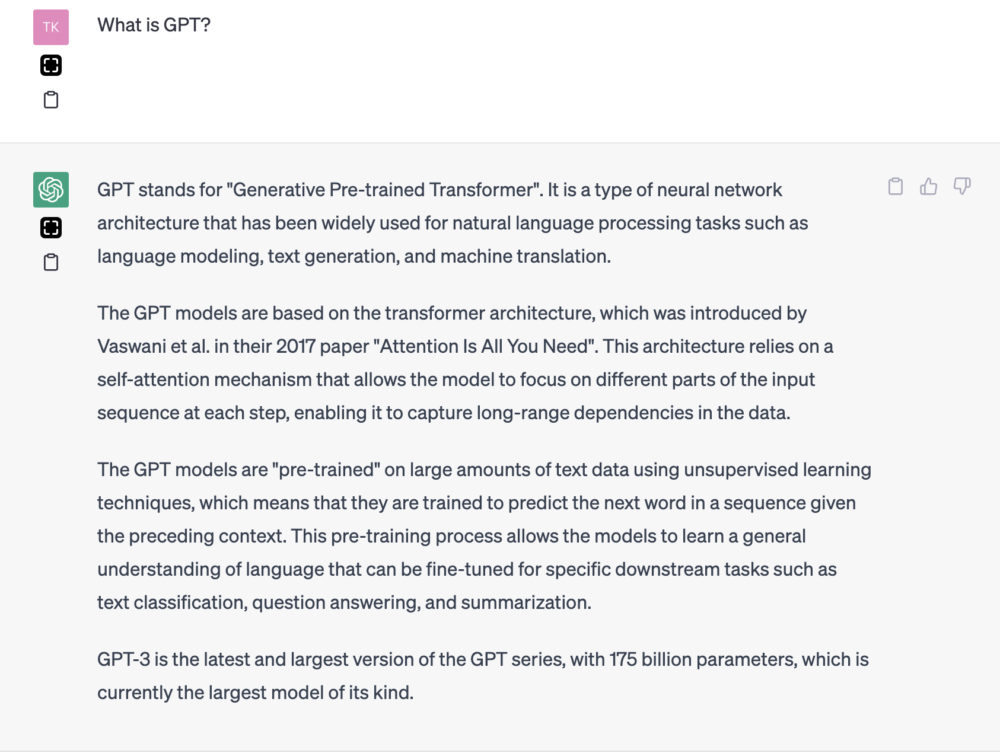 TK
What is GPT?
GPT stands for "Generative Pre-trained Transformer". It is a type of neural network
architecture that has been widely used for natural language processing tasks such as
language modeling, text generation, and machine translation.
The GPT models are based on the transformer architecture, which was introduced by
Vaswani et al. in their 2017 paper "Attention Is All You Need". This architecture relies on a
self-attention mechanism that allows the model to focus on different parts of the input
sequence at each step, enabling it to capture long-range dependencies in the data.
The GPT models are "pre-trained" on large amounts of text data using unsupervised learning
techniques, which means that they are trained to predict the next word in a sequence given
the preceding context. This pre-training process allows the models to learn a general
understanding of language that can be fine-tuned for specific downstream tasks such as
text classification, question answering, and summarization.
GPT-3 is the latest and largest version of the GPT series, with 175 billion parameters, which is
currently the largest model of its kind.